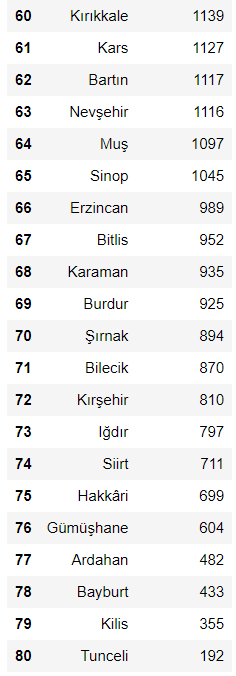 60 Kırıkkale 1139
61 Kars 1127
62 Bartın 1117
63 Nevşehir 1116
64 Muş 1097
65 Sinop 1045
66 Erzincan 989
67 Bitlis 952
68 Karaman 935
69 Burdur 925
70 Şırnak 894
71 Bilecik 870
72 Kırşehir 810
73 Iğdır 797
74 Siirt 711
75 Hakkâri 699
76 Gümüşhane 604
77 Ardahan 482
78 Bayburt 433
79 Kilis 355
80 Tunceli 192